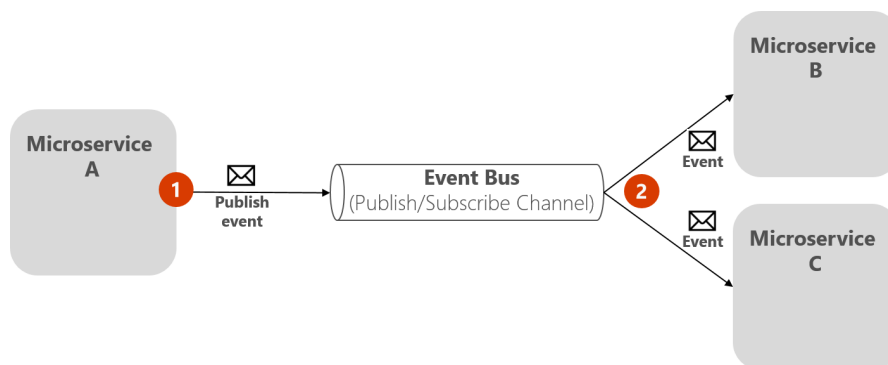 Microservice
A
1
Publish
event
Event Bus
(Publish/Subscribe Channel)
2
Event
Microservice
B
Event
Microservice
C